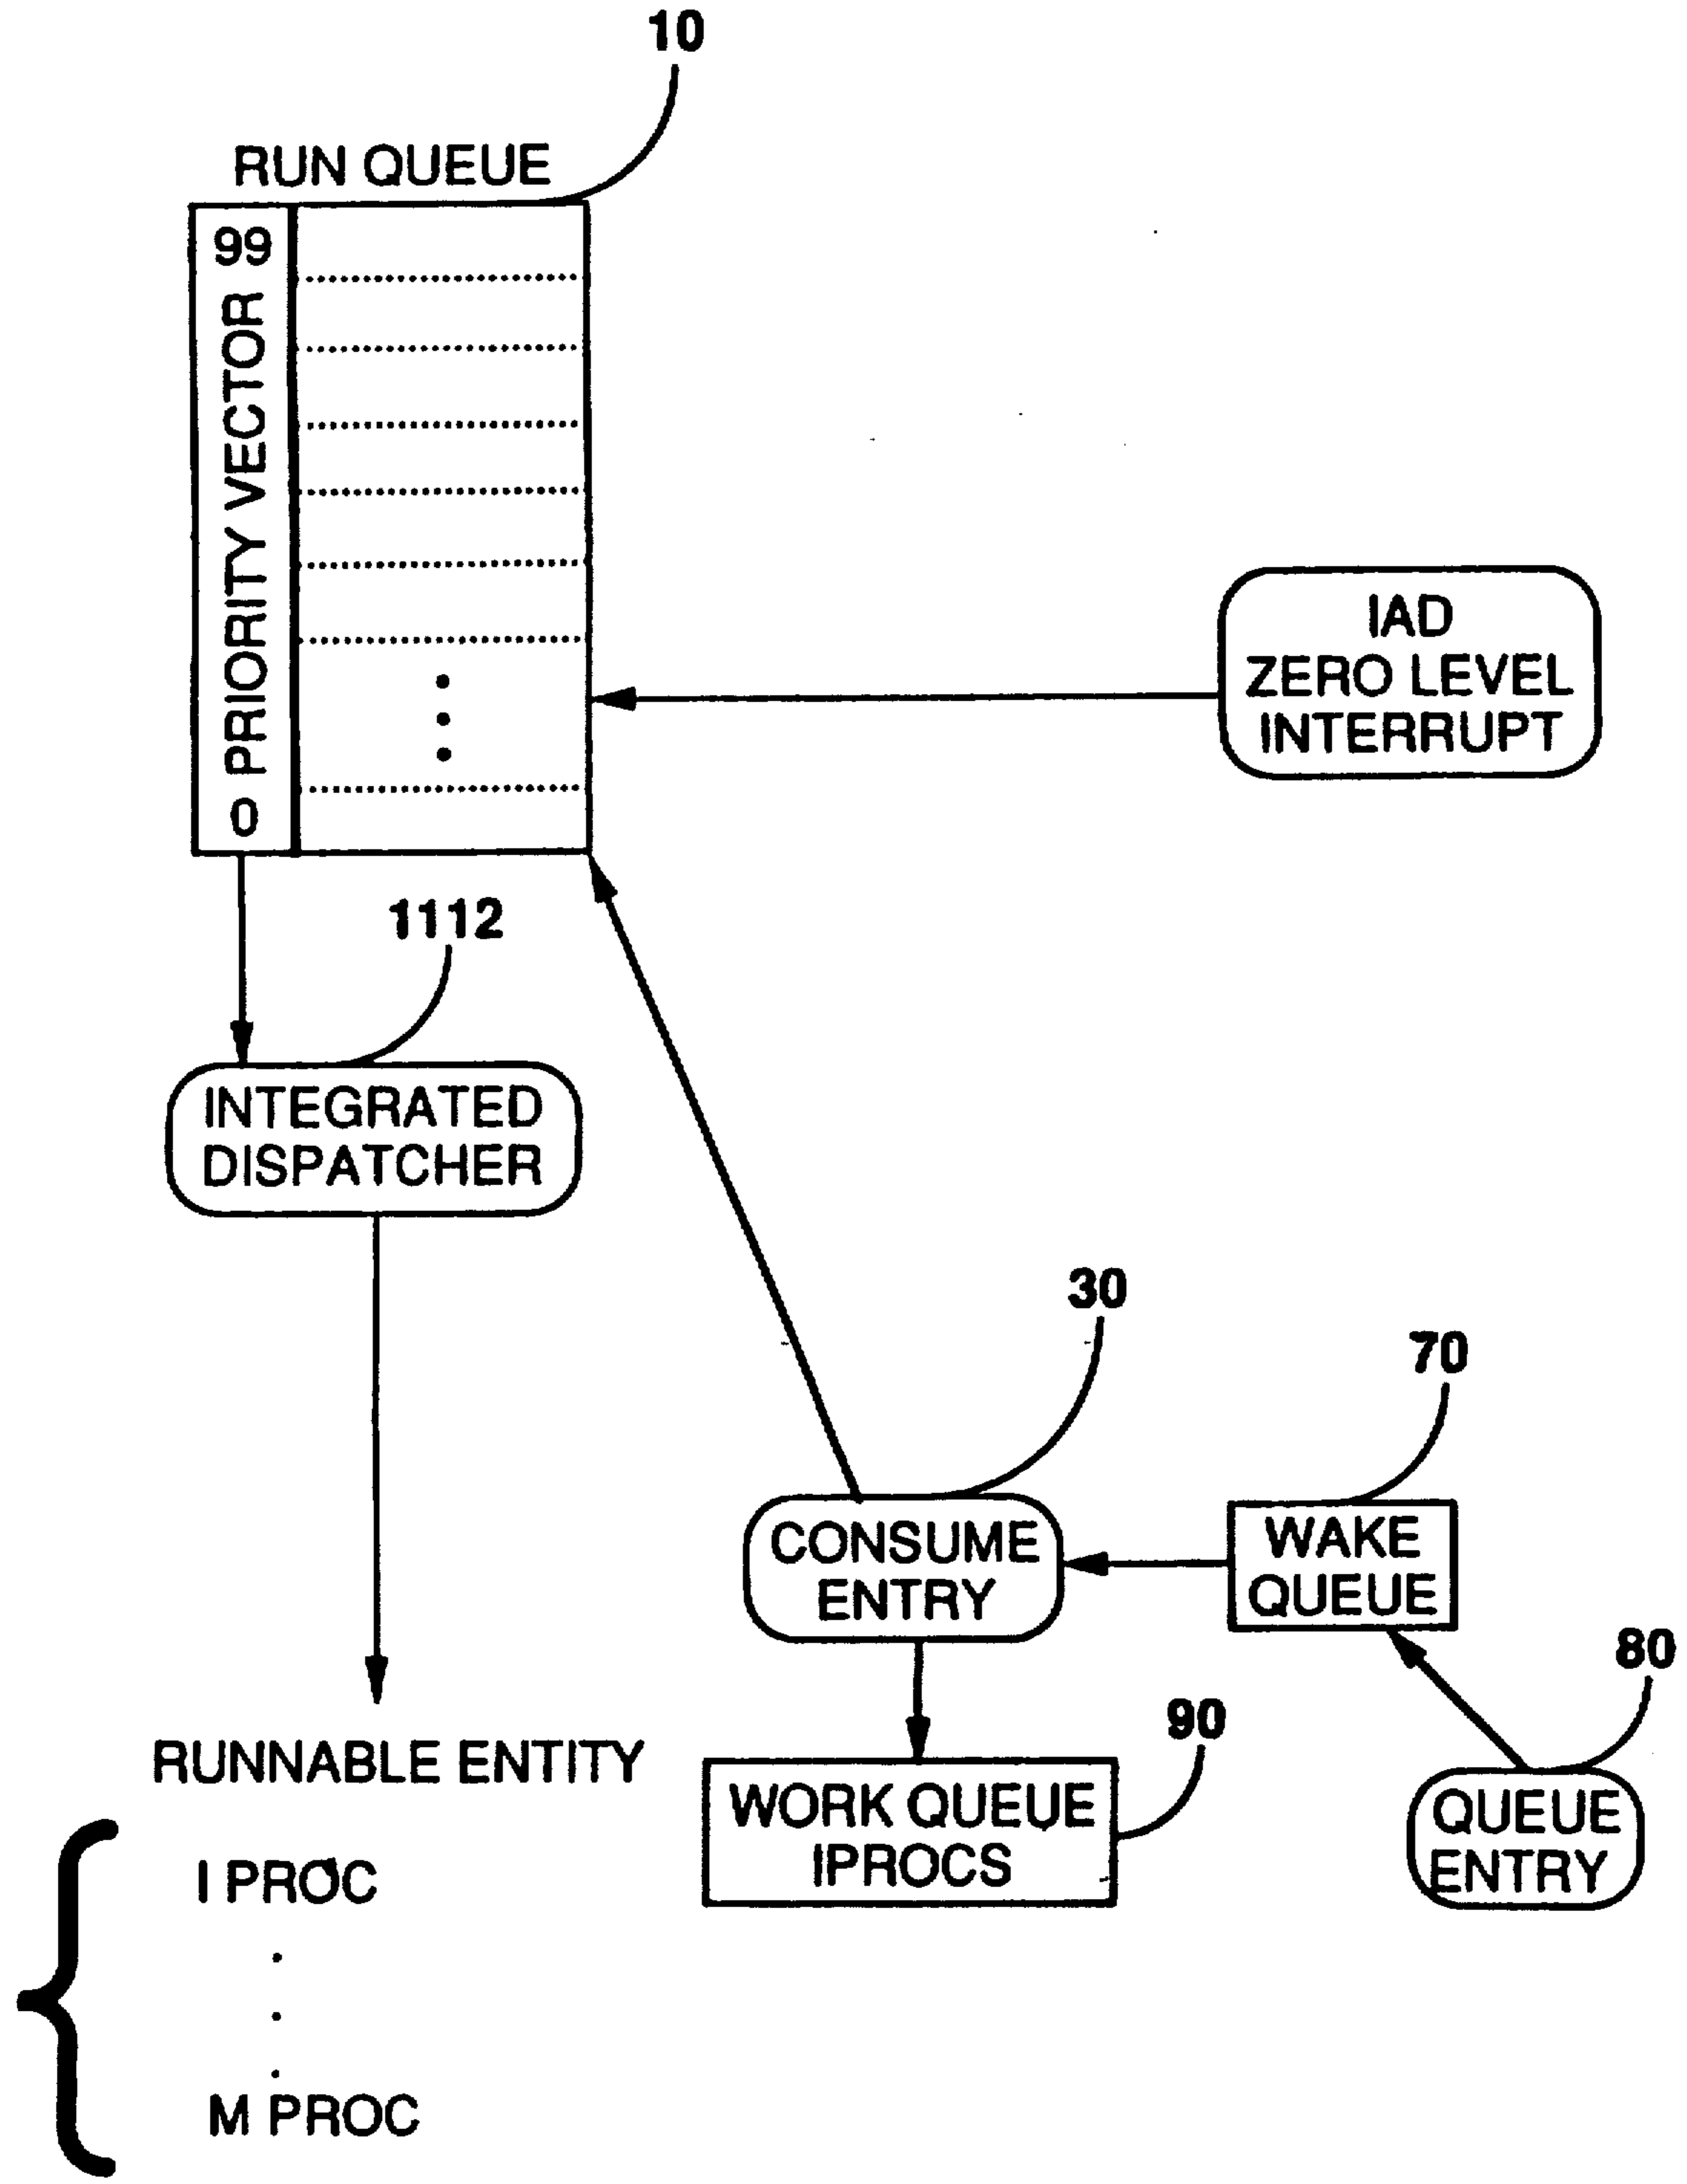 10
RUN QUEUE
99
PRIORITY VECTOR
0
IAD
ZERO LEVEL
INTERRUPT
1112
INTEGRATED
DISPATCHER
30
70
CONSUME
ENTRY
WAKE
QUEUE
80
90
RUNNABLE ENTITY
WORK QUEUE
IPROCS
QUEUE
ENTRY
I PROC
M PROC